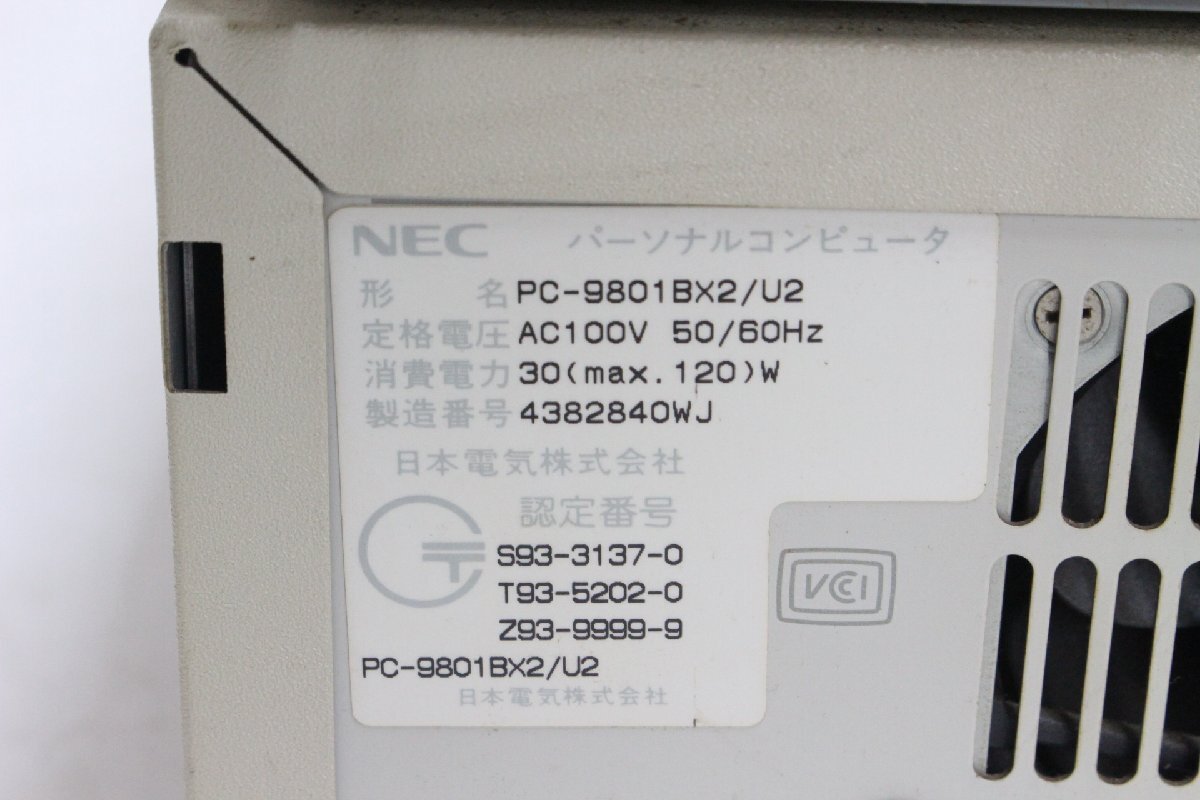 NEC パーソナルコンピュータ
形 名 PC-9801BX2/U2
定格電圧 AC100V 50/60Hz
消費電力 30(max.120)W
製造番号 4382840WJ
日本電気株式会社
認定番号
S93-3137-0
T93-5202-0
Z93-9999-9
PC-9801BX2/U2
日本電気株式会社
VCCI